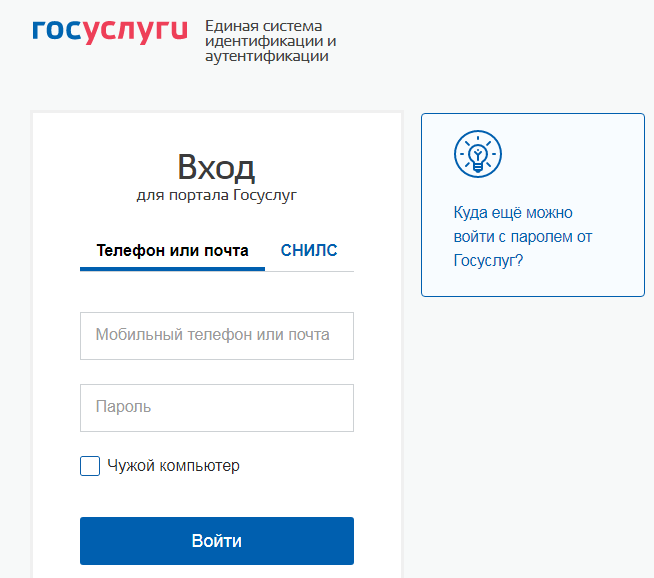 госуслуги
Единая система
идентификации и
аутентификации
Вход
для портала Госуслуг
Телефон или почта
СНИЛС
Мобильный телефон или почта
Пароль
Чужой компьютер
Войти
Куда ещё можно
войти с паролем от
Госуслуг?